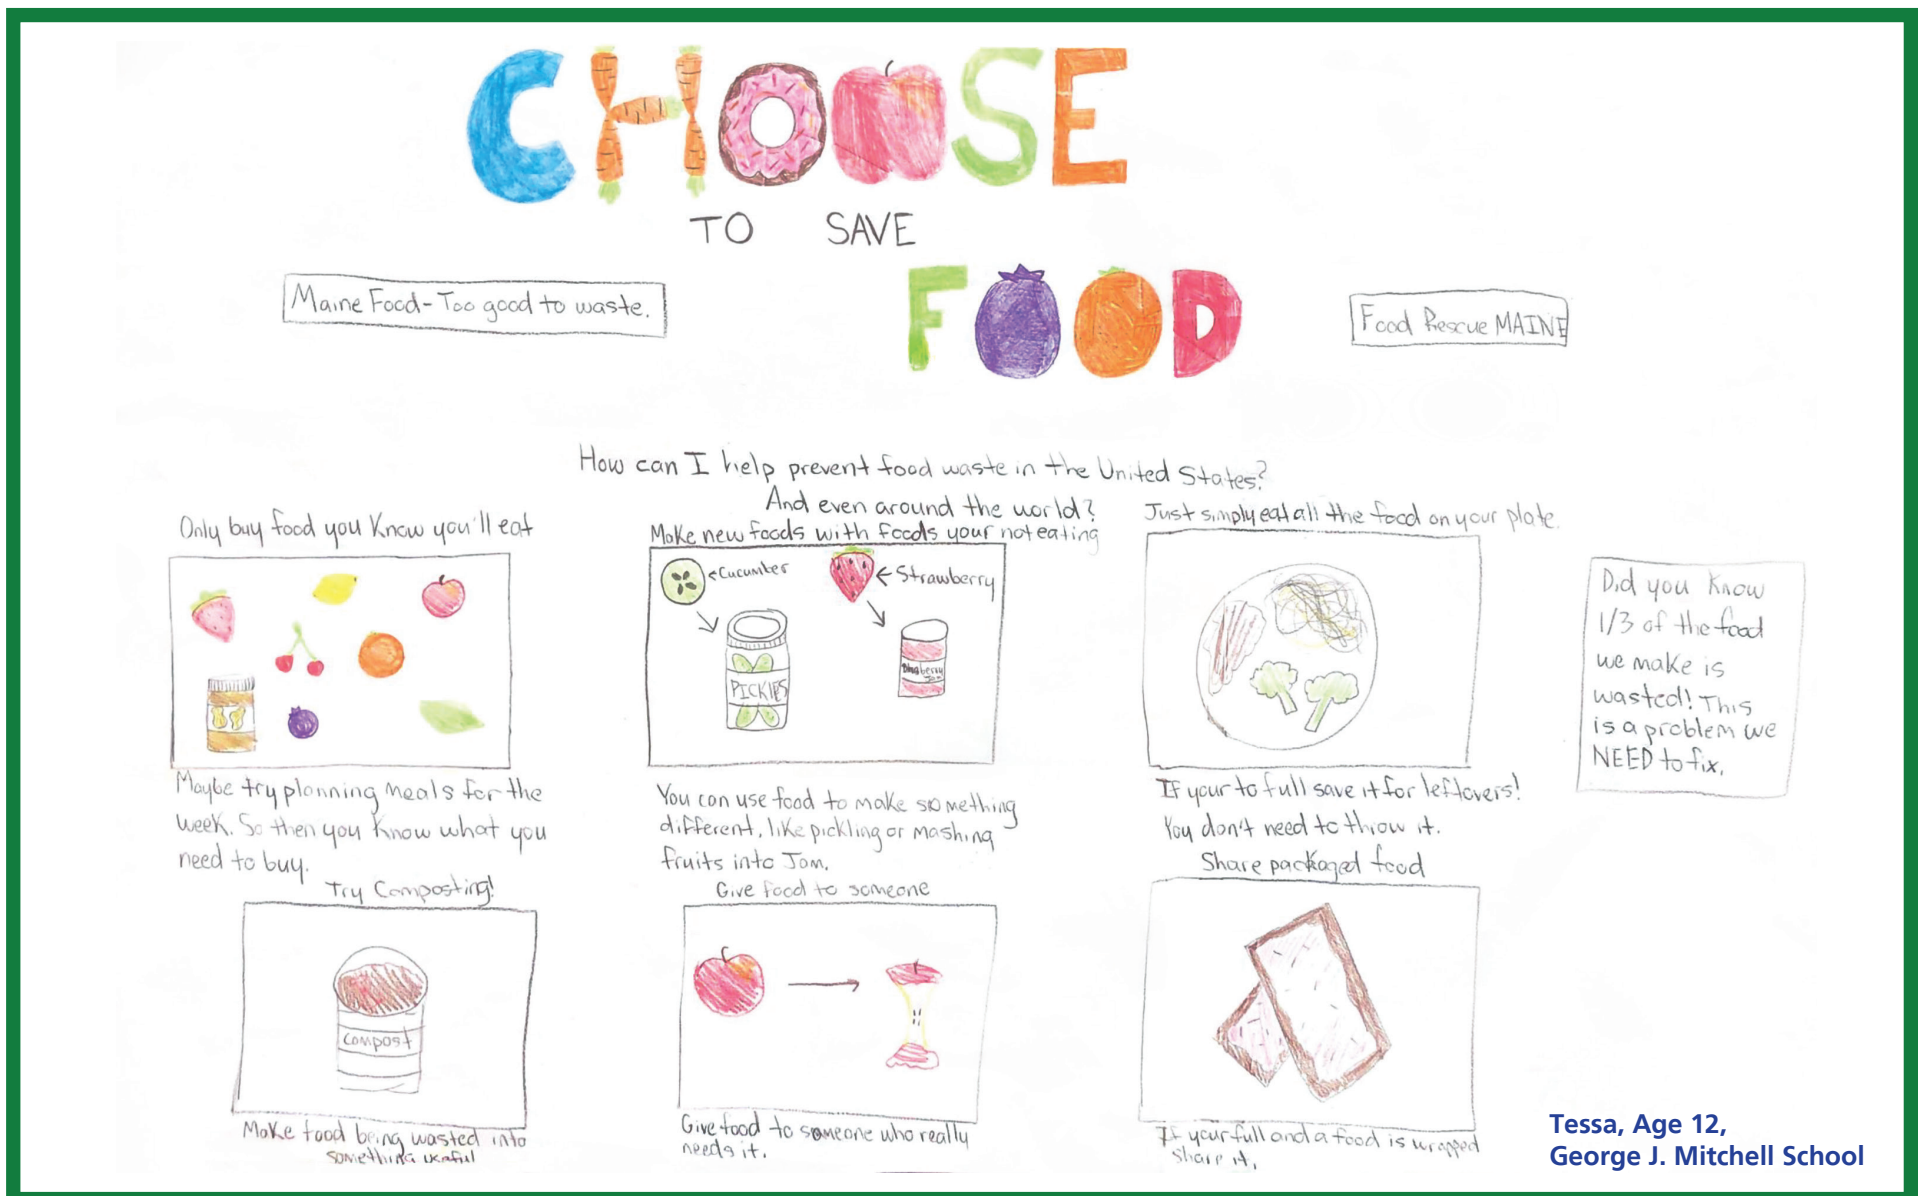 CHOOSE
TO SAVE
FOOD
Maine Food-Too good to waste.
Food Rescue MAINE
How can I help prevent food waste in the United States?
And even around the world?
Only buy food you know you'll eat
Maybe try planning meals for the
week. So then you know what you
need to buy.
Make new foods with foods your not eating
←Cucumber
←Strawberry
PICKLES
Jam
You can use food to make something
different, like pickling or mashing
fruits into Jam.
Just simply eat all the food on your plate.
If your to full save it for leftovers!
You don't need to throw it.
Did you know
1/3 of the food
we make is
wasted! This
is a problem we
NEED to fix.
Try Composting!
Compost
Make food being wasted into
something useful
Give food to someone
Give food to someone who really
needs it.
Share packaged food
If your full and a food is wrapped
share it.
Tessa, Age 12,
George J. Mitchell School